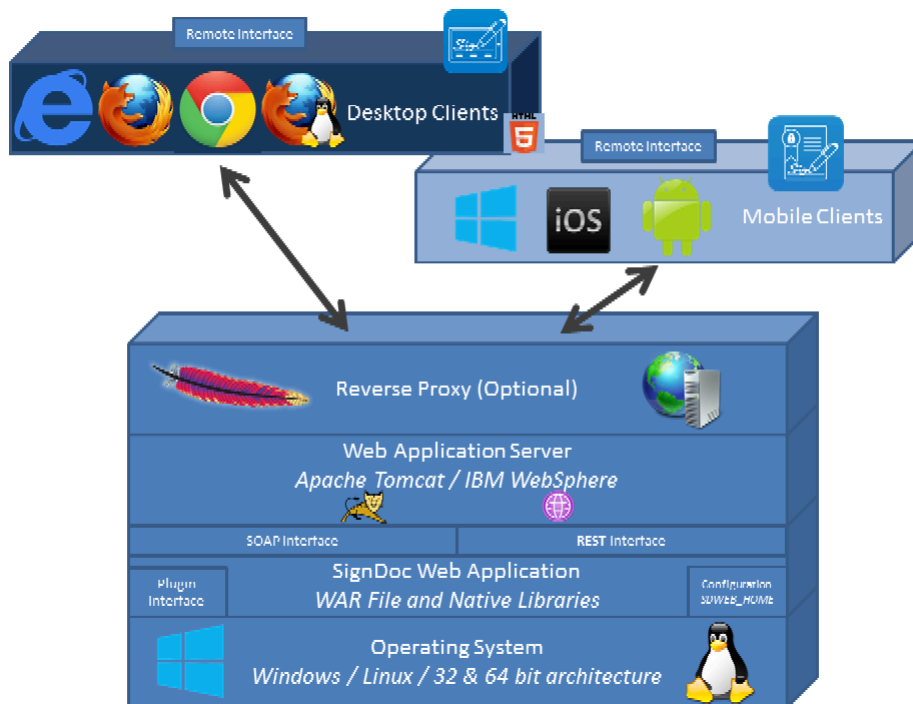 Remote Interface
Sign
Desktop Clients
HTML
5
Remote Interface
iOS
Mobile Clients
Reverse Proxy (Optional)
Web Application Server
Apache Tomcat / IBM WebSphere
SOAP Interface
REST Interface
SignDoc Web Application
WAR File and Native Libraries
Plugin
Interface
Configuration
SDWEB_HOME
Operating System
Windows / Linux / 32 & 64 bit architecture